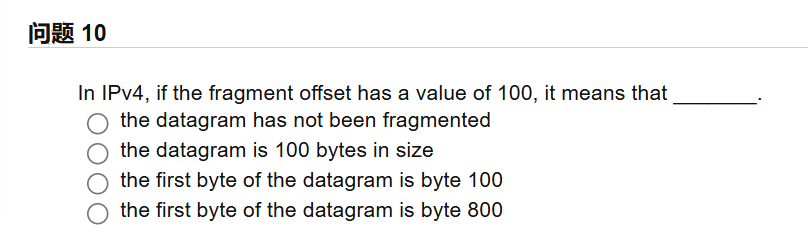 问题 10
In IPv4, if the fragment offset has a value of 100, it means that ________.
the datagram has not been fragmented
the datagram is 100 bytes in size
the first byte of the datagram is byte 100
the first byte of the datagram is byte 800